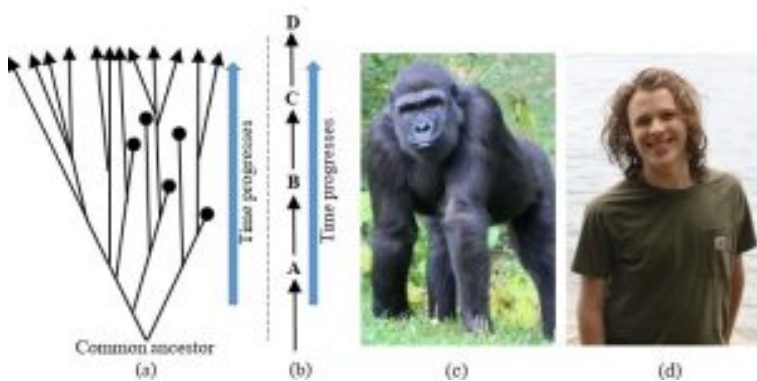 D
C
B
A
Time progresses
Time progresses
Common ancestor
(a)
(b)
(c)
(d)